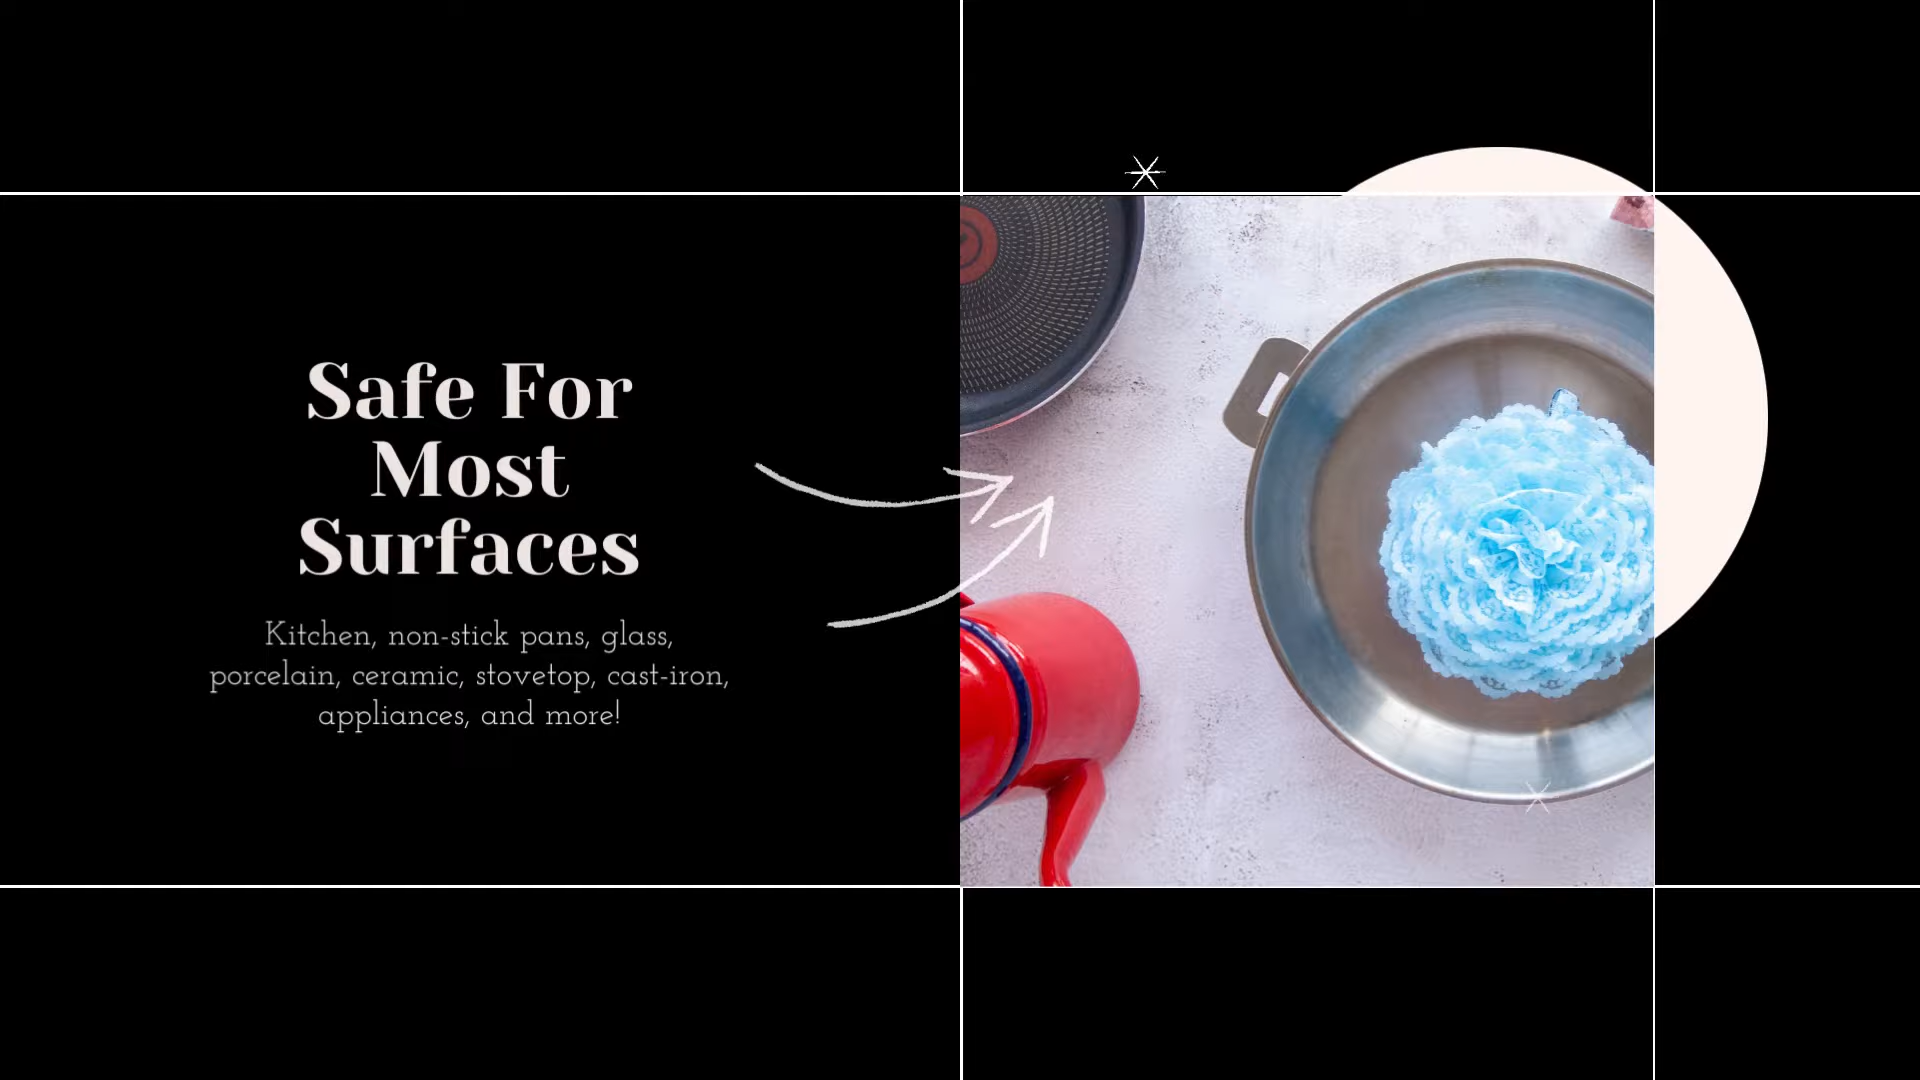 Safe For
Most
Surfaces
Kitchen, non-stick pans, glass,
porcelain, ceramic, stovetop, cast-iron,
appliances, and more!